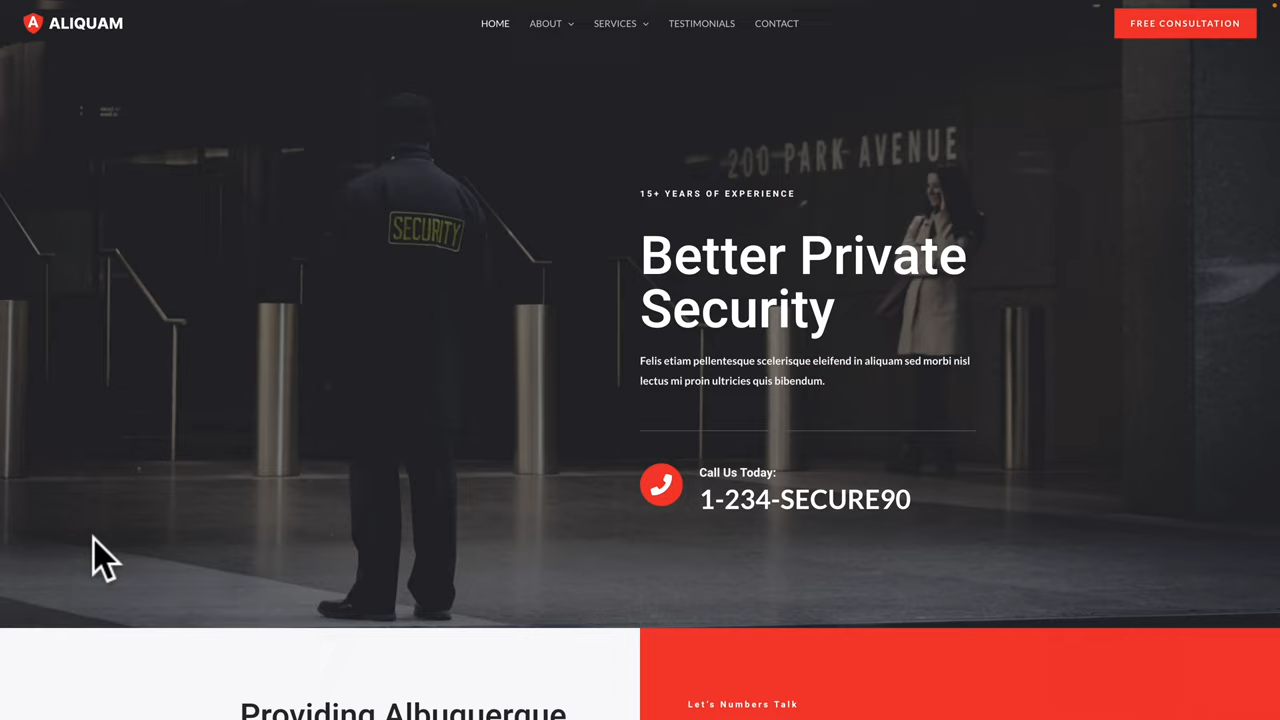 A ALIQUAM
HOME ABOUT SERVICES TESTIMONIALS CONTACT
FREE CONSULTATION
200 PARK AVENUE
15+ YEARS OF EXPERIENCE
SECURITY
Better Private
Security
Felis etiam pellentesque scelerisque eleifend in aliquam sed morbi nisl
lectus mi proin ultricies quis bibendum.
Call Us Today:
1-234-SECURE90
Providing Albuquerque
Let's Numbers Talk